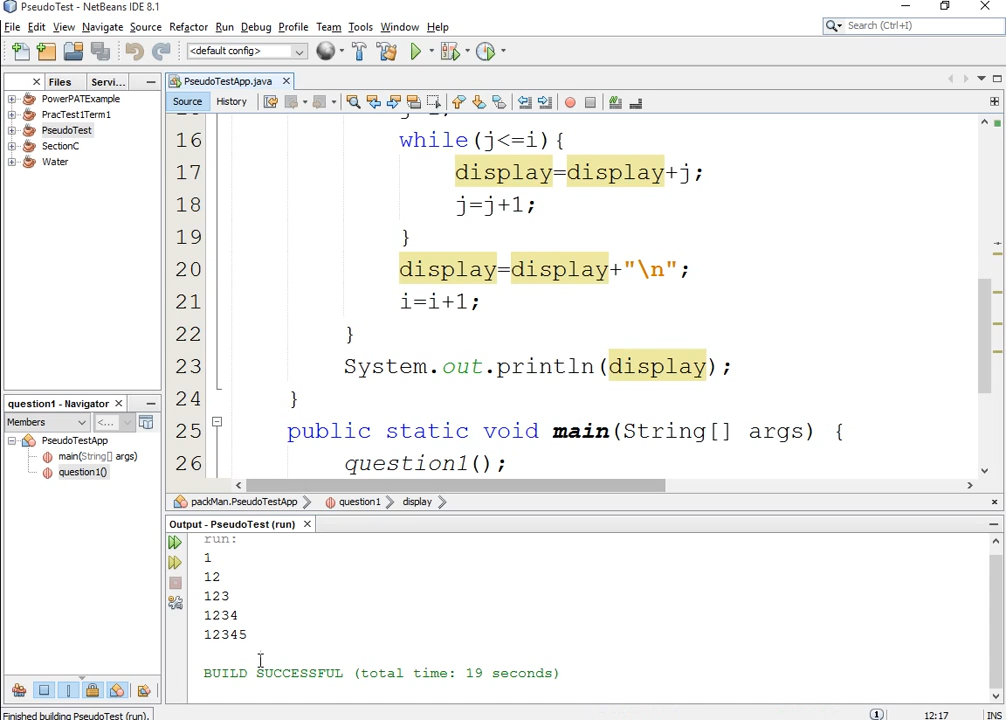 PseudoTest - NetBeans IDE 8.1
File Edit View Navigate Source Refactor Run Debug Profile Team Tools Window Help
Search (Ctrl+I)
<default config>
Files Servi...
PseudoTestApp.java
Source History
PowerPATExample
PracTest1Term1
PseudoTest
SectionC
Water
16 while(j<=i){
17 display=display+j;
18 j=j+1;
19 }
20 display=display+"\n";
21 i=i+1;
22 }
23 System.out.println(display);
24 }
25 public static void main(String[] args) {
26 question1();
question1 - Navigator
Members <...
PseudoTestApp
main(String[] args)
question1()
packMan.PseudoTestApp question1 display
Output - PseudoTest (run)
run:
1
12
123
1234
12345
BUILD SUCCESSFUL (total time: 19 seconds)
Finished building PseudoTest (run).
1 12:17 INS